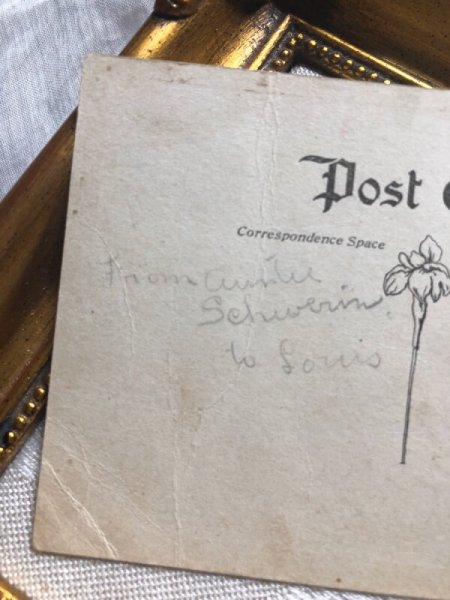 Post
Correspondence Space
From Auntie
Schwerin.
to Louis